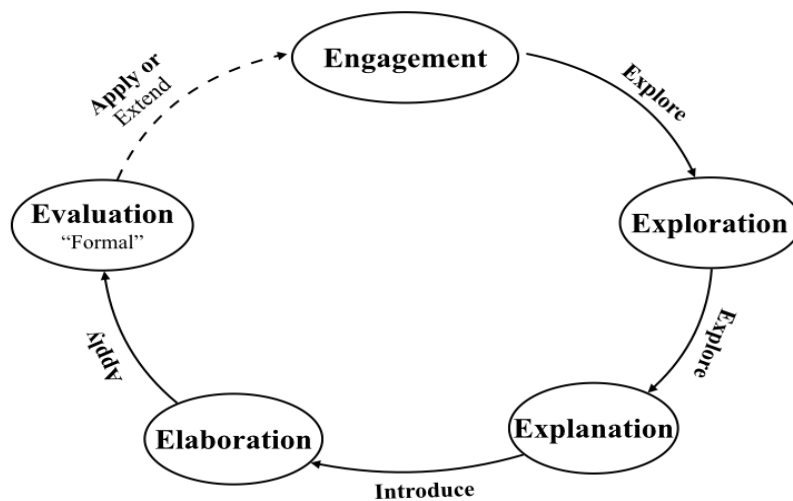 Engagement
Explore
Exploration
Explore
Explanation
Introduce
Elaboration
Apply
Evaluation
“Formal”
Apply or
Extend